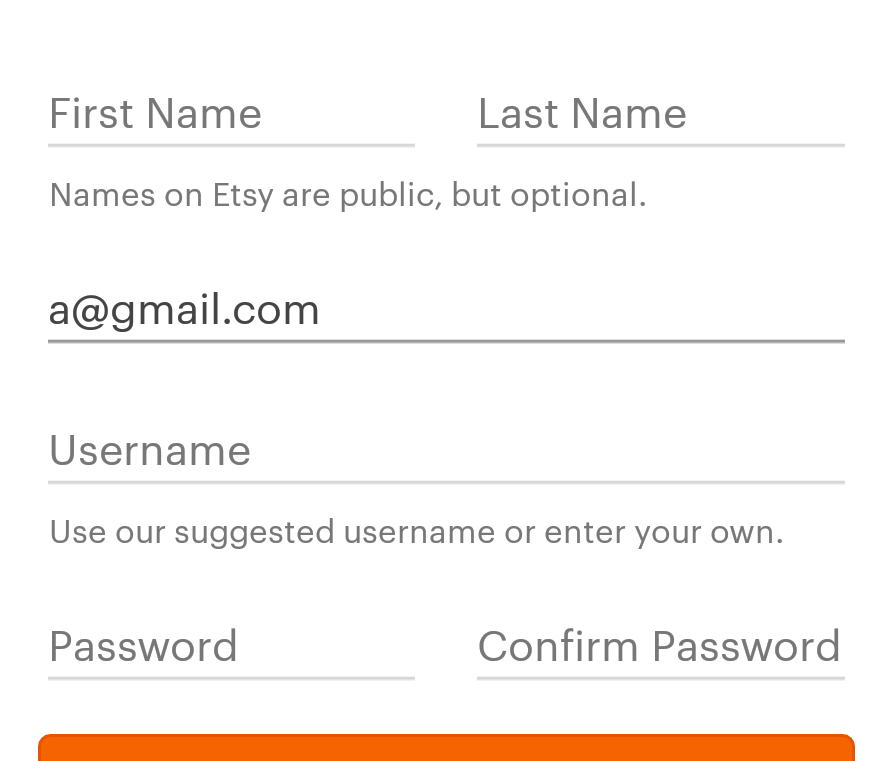 First Name Last Name
Names on Etsy are public, but optional.
a@gmail.com
Username
Use our suggested username or enter your own.
Password Confirm Password